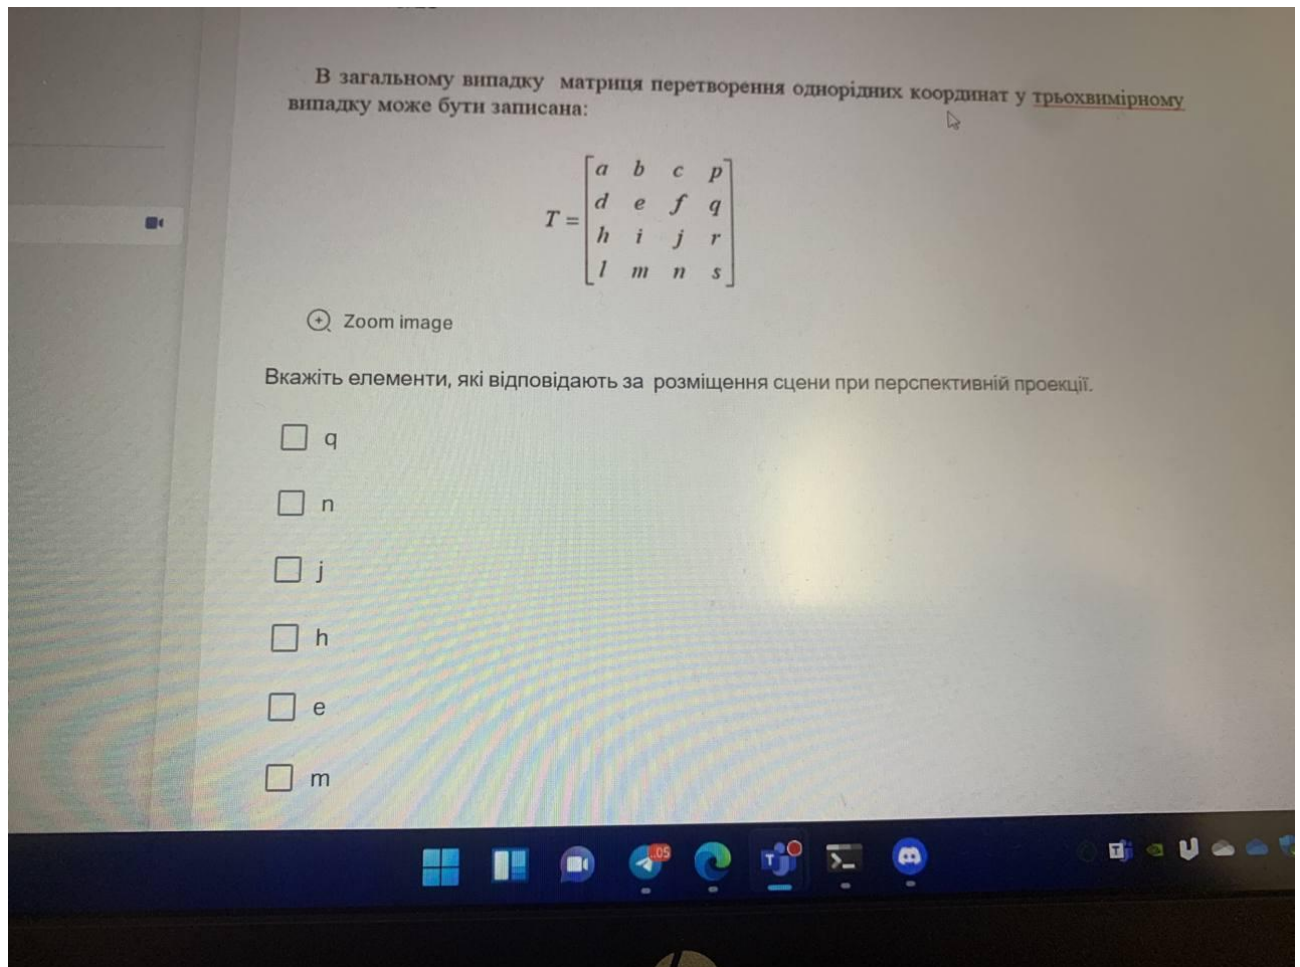 В загальному випадку матриця перетворення однорідних координат у трьохвимірному
випадку може бути записана:
a b c p
d e f q
T =
h i j r
l m n s
Zoom image
Вкажіть елементи, які відповідають за розміщення сцени при перспективній проекції.
q
n
j
h
e
m